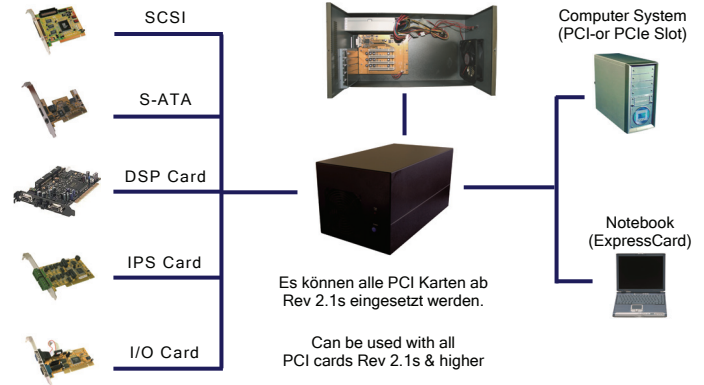 SCSI
S-ATA
DSP Card
IPS Card
I/O Card
Es können alle PCI Karten ab
Rev 2.1s eingesetzt werden.
Can be used with all
PCI cards Rev 2.1s & higher
Computer System
(PCI-or PCIe Slot)
Notebook
(ExpressCard)